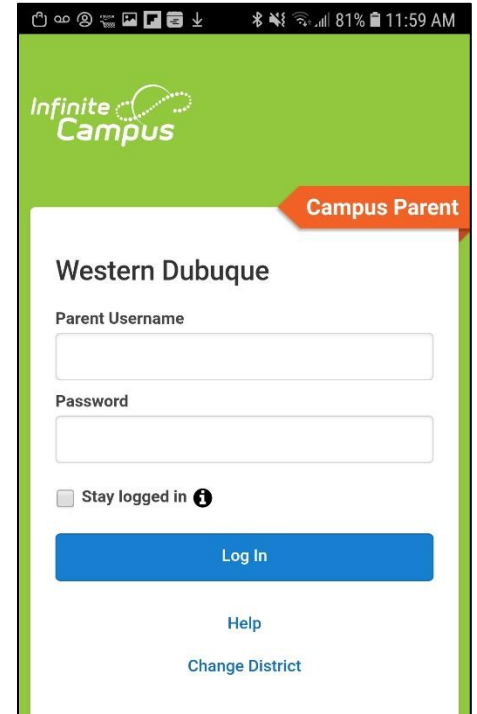 81% 11:59 AM
Infinite
Campus
Campus Parent
Western Dubuque
Parent Username
Password
Stay logged in
Log In
Help
Change District